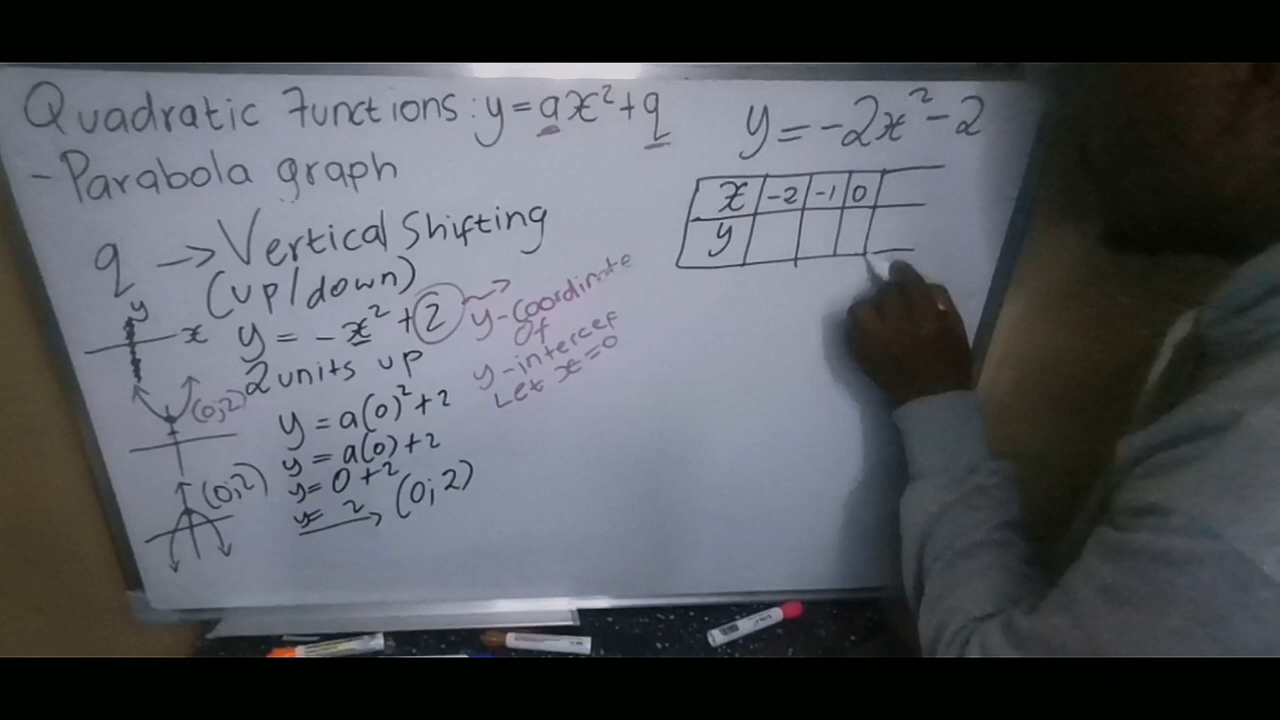 Quadratic Functions: y=ax²+q
-Parabola graph
q → Vertical Shifting
(up/down)
y
x
y = -x² + 2 → y-coordinate
of
y-intercef
Let x=0
2 units up
(0;2)
y = a(0)²+2
y = a(0)+2
y= 0+2
y= 2, (0;2)
(0;2)
y=-2x²-2
x -2 -1 0
y